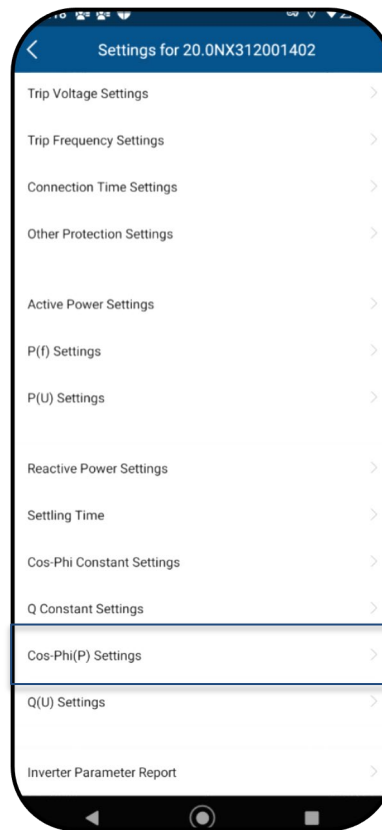 Settings for 20.0NX312001402
Trip Voltage Settings
Trip Frequency Settings
Connection Time Settings
Other Protection Settings
Active Power Settings
P(f) Settings
P(U) Settings
Reactive Power Settings
Settling Time
Cos-Phi Constant Settings
Q Constant Settings
Cos-Phi(P) Settings
Q(U) Settings
Inverter Parameter Report